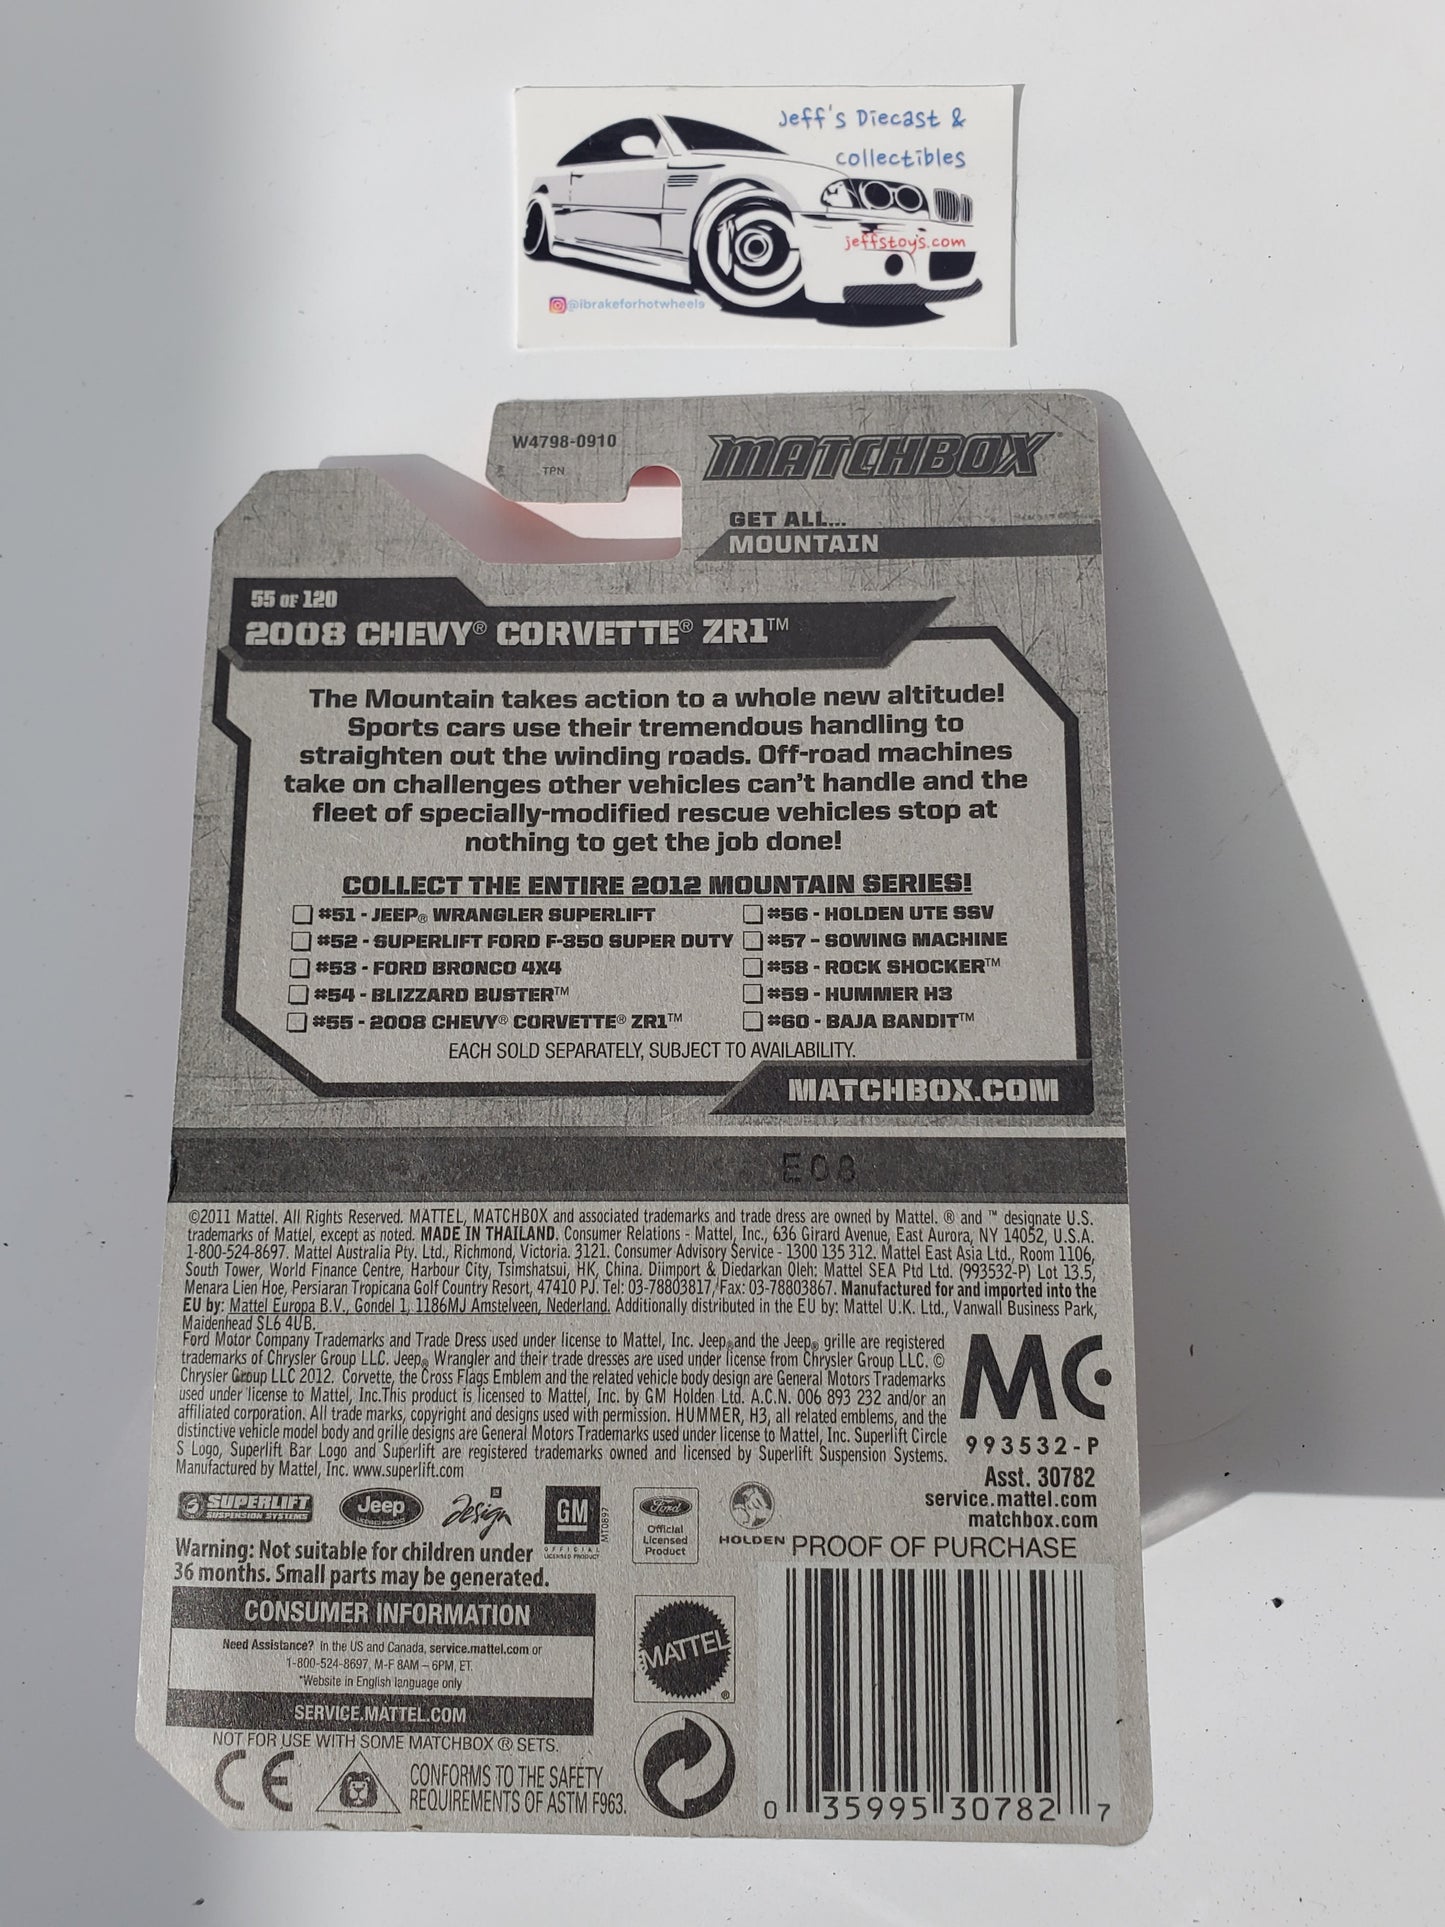 Jeff's Diecast &
collectibles
jeffstoys.com
@ibrakeforhotwheels
W4798-0910
TPN
MATCHBOX®
GET ALL...
MOUNTAIN
55 OF 120
2008 CHEVY® CORVETTE® ZR1™
The Mountain takes action to a whole new altitude!
Sports cars use their tremendous handling to
straighten out the winding roads. Off-road machines
take on challenges other vehicles can't handle and the
fleet of specially-modified rescue vehicles stop at
nothing to get the job done!
COLLECT THE ENTIRE 2012 MOUNTAIN SERIES!
#51 - JEEP® WRANGLER SUPERLIFT
#52 - SUPERLIFT FORD F-350 SUPER DUTY
#53 - FORD BRONCO 4X4
#54 - BLIZZARD BUSTER™
#55 - 2008 CHEVY® CORVETTE® ZR1™
#56 - HOLDEN UTE SSV
#57 - SOWING MACHINE
#58 - ROCK SHOCKER™
#59 - HUMMER H3
#60 - BAJA BANDIT™
EACH SOLD SEPARATELY, SUBJECT TO AVAILABILITY.
MATCHBOX.COM
E08
©2011 Mattel. All Rights Reserved. MATTEL, MATCHBOX and associated trademarks and trade dress are owned by Mattel. ® and ™ designate U.S.
trademarks of Mattel, except as noted. MADE IN THAILAND. Consumer Relations - Mattel, Inc., 636 Girard Avenue, East Aurora, NY 14052, U.S.A.
1-800-524-8697. Mattel Australia Pty. Ltd., Richmond, Victoria. 3121. Consumer Advisory Service - 1300 135 312. Mattel East Asia Ltd., Room 1106,
South Tower, World Finance Centre, Harbour City, Tsimshatsui, HK, China. Diimport & Diedarkan Oleh: Mattel SEA Ptd Ltd. (993532-P) Lot 13.5,
Menara Lien Hoe, Persiaran Tropicana Golf Country Resort, 47410 PJ. Tel: 03-78803817, Fax: 03-78803867. Manufactured for and imported into the
EU by: Mattel Europa B.V., Gondel 1, 1186MJ Amstelveen, Nederland. Additionally distributed in the EU by: Mattel U.K. Ltd., Vanwall Business Park,
Maidenhead SL6 4UB.
Ford Motor Company Trademarks and Trade Dress used under license to Mattel, Inc. Jeep® and the Jeep® grille are registered
trademarks of Chrysler Group LLC. Jeep® Wrangler and their trade dresses are used under license from Chrysler Group LLC. ©
Chrysler Group LLC 2012. Corvette, the Cross Flags Emblem and the related vehicle body design are General Motors Trademarks
used under license to Mattel, Inc.This product is licensed to Mattel, Inc. by GM Holden Ltd. A.C.N. 006 893 232 and/or an
affiliated corporation. All trade marks, copyright and designs used with permission. HUMMER, H3, all related emblems, and the
distinctive vehicle model body and grille designs are General Motors Trademarks used under license to Mattel, Inc. Superlift Circle
S Logo, Superlift Bar Logo and Superlift are registered trademarks owned and licensed by Superlift Suspension Systems.
Manufactured by Mattel, Inc. www.superlift.com
MC
993532-P
Asst. 30782
service.mattel.com
matchbox.com
SUPERLIFT
SUSPENSION SYSTEMS
Jeep
LICENSED PRODUCT
GM
Design
GM
OFFICIAL
LICENSED PRODUCT
MT0897
Ford
Official
Licensed
Product
HOLDEN
PROOF OF PURCHASE
Warning: Not suitable for children under
36 months. Small parts may be generated.
CONSUMER INFORMATION
Need Assistance? In the US and Canada, service.mattel.com or
1-800-524-8697, M-F 8AM – 6PM, ET.
*Website in English language only
SERVICE.MATTEL.COM
NOT FOR USE WITH SOME MATCHBOX ® SETS.
CE
CONFORMS TO THE SAFETY
REQUIREMENTS OF ASTM F963.
MATTEL
®
0 35995 30782 7